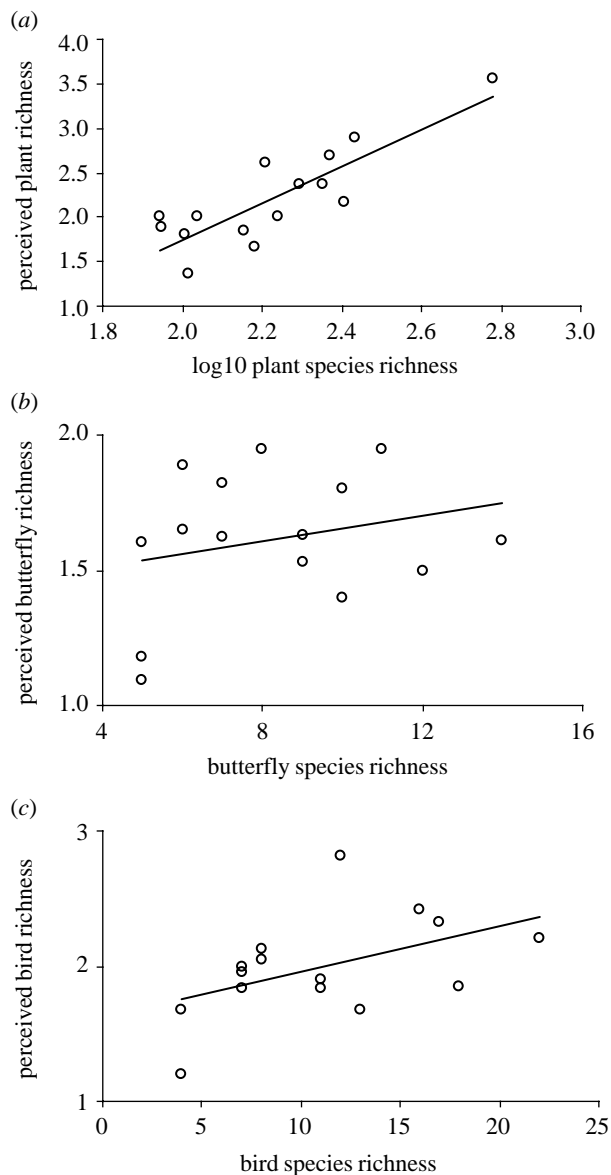 (a)
4.0
3.5
3.0
2.5
2.0
1.5
1.0
perceived plant richness
1.8 2.0 2.2 2.4 2.6 2.8 3.0
log10 plant species richness
(b)
2.0
1.5
1.0
perceived butterfly richness
4 8 12 16
butterfly species richness
(c)
3
2
1
perceived bird richness
0 5 10 15 20 25
bird species richness